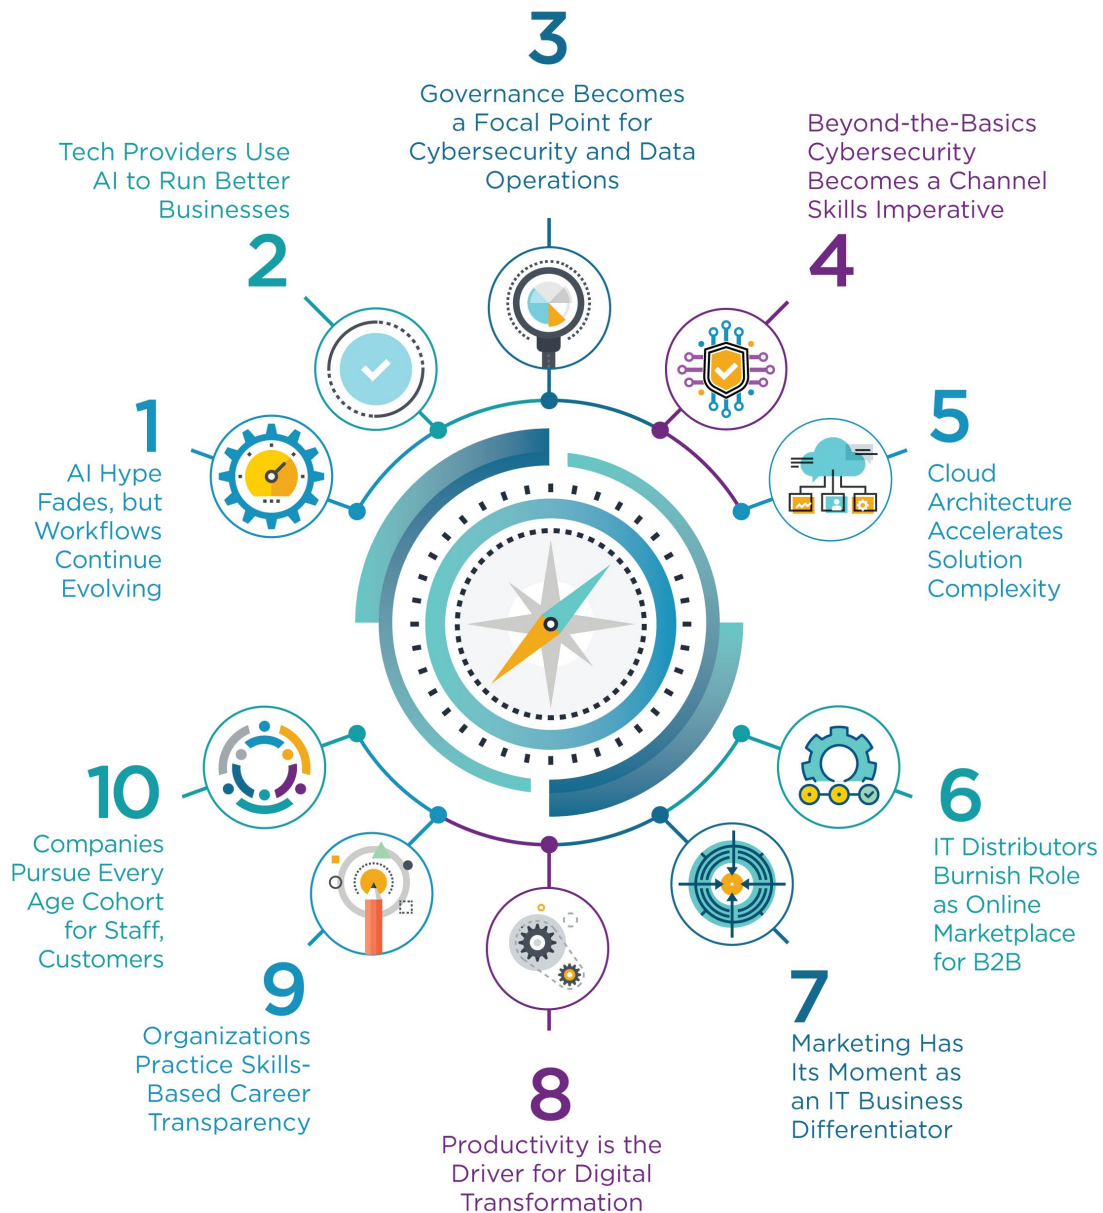 1
AI Hype
Fades, but
Workflows
Continue
Evolving
Tech Providers Use
AI to Run Better
Businesses
2
3
Governance Becomes
a Focal Point for
Cybersecurity and Data
Operations
Beyond-the-Basics
Cybersecurity
Becomes a Channel
Skills Imperative
4
5
Cloud
Architecture
Accelerates
Solution
Complexity
6
IT Distributors
Burnish Role
as Online
Marketplace
for B2B
7
Marketing Has
Its Moment as
an IT Business
Differentiator
8
Productivity is the
Driver for Digital
Transformation
9
Organizations
Practice Skills-
Based Career
Transparency
10
Companies
Pursue Every
Age Cohort
for Staff,
Customers